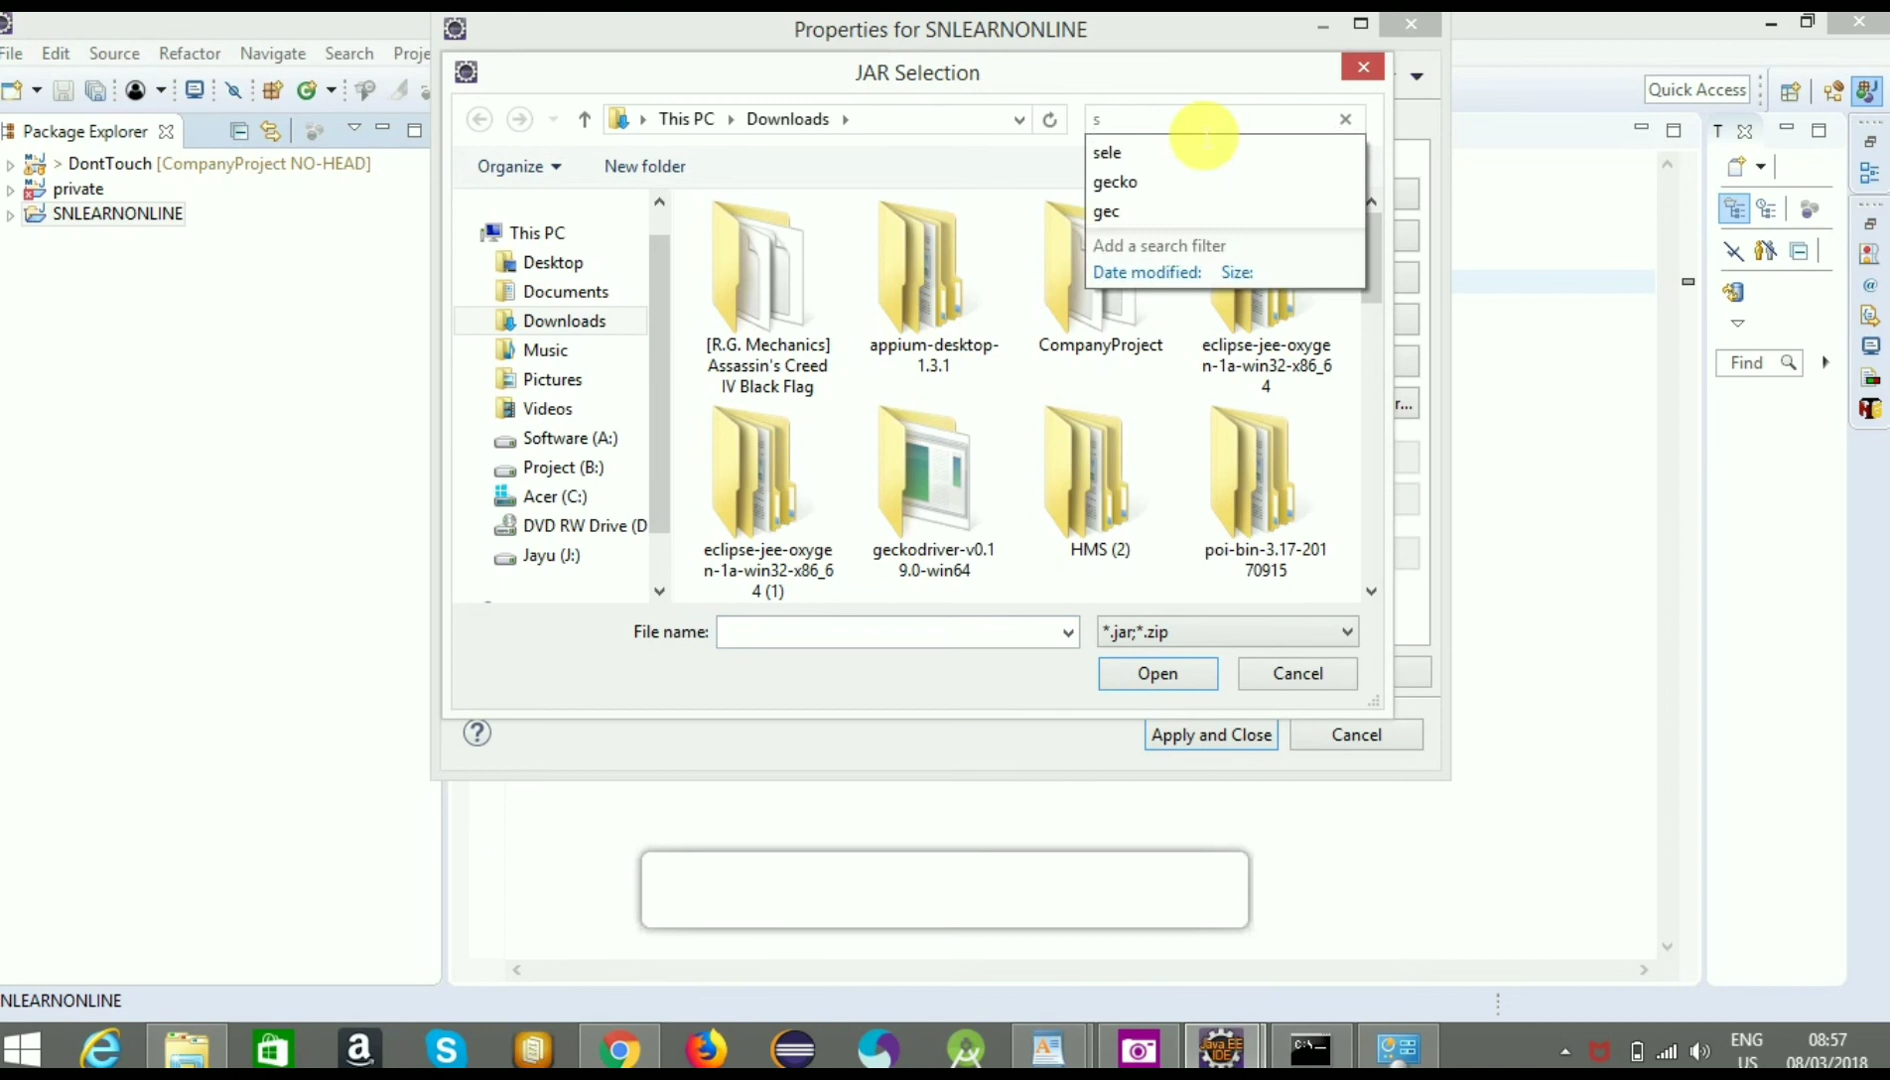 Properties for SNLEARNONLINE
File Edit Source Refactor Navigate Search Proje
JAR Selection
Quick Access
This PC Downloads
s
Package Explorer
T
> DontTouch [CompanyProject NO-HEAD]
private
SNLEARNONLINE
Organize
New folder
sele
gecko
gec
Add a search filter
Date modified: Size:
This PC
Desktop
Documents
Downloads
Music
Pictures
Videos
Software (A:)
Project (B:)
Acer (C:)
DVD RW Drive (D
Jayu (J:)
[R.G. Mechanics]
Assassin's Creed
IV Black Flag
appium-desktop-
1.3.1
CompanyProject
eclipse-jee-oxyge
n-1a-win32-x86_6
4
eclipse-jee-oxyge
n-1a-win32-x86_6
4 (1)
geckodriver-v0.1
9.0-win64
HMS (2)
poi-bin-3.17-201
70915
r...
Find
File name:
*.jar;*.zip
Open
Cancel
Apply and Close
Cancel
NLEARNONLINE
Java EE
IDE
C:\_
ENG
US
08:57
08/03/2018